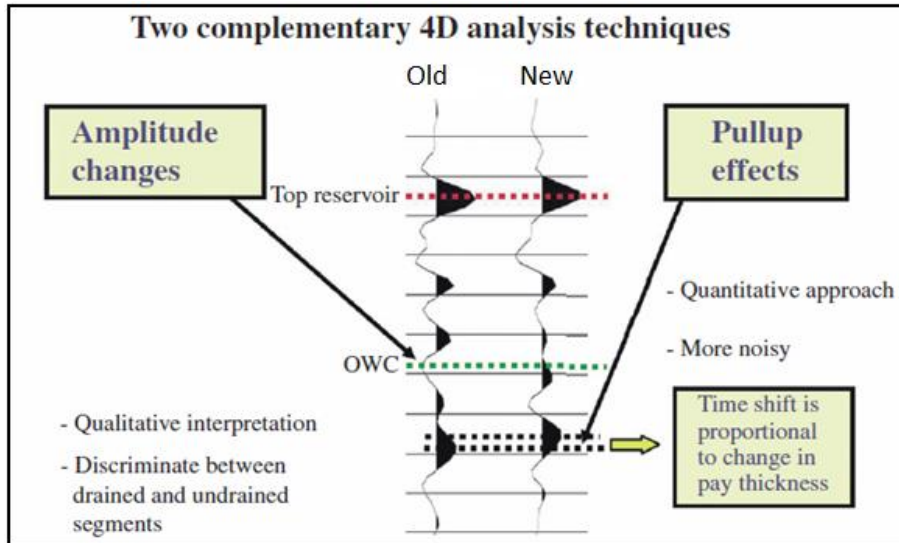 Two complementary 4D analysis techniques
Old
New
Amplitude
changes
Pullup
effects
Top reservoir
- Quantitative approach
- More noisy
OWC
- Qualitative interpretation
- Discriminate between
drained and undrained
segments
Time shift is
proportional
to change in
pay thickness